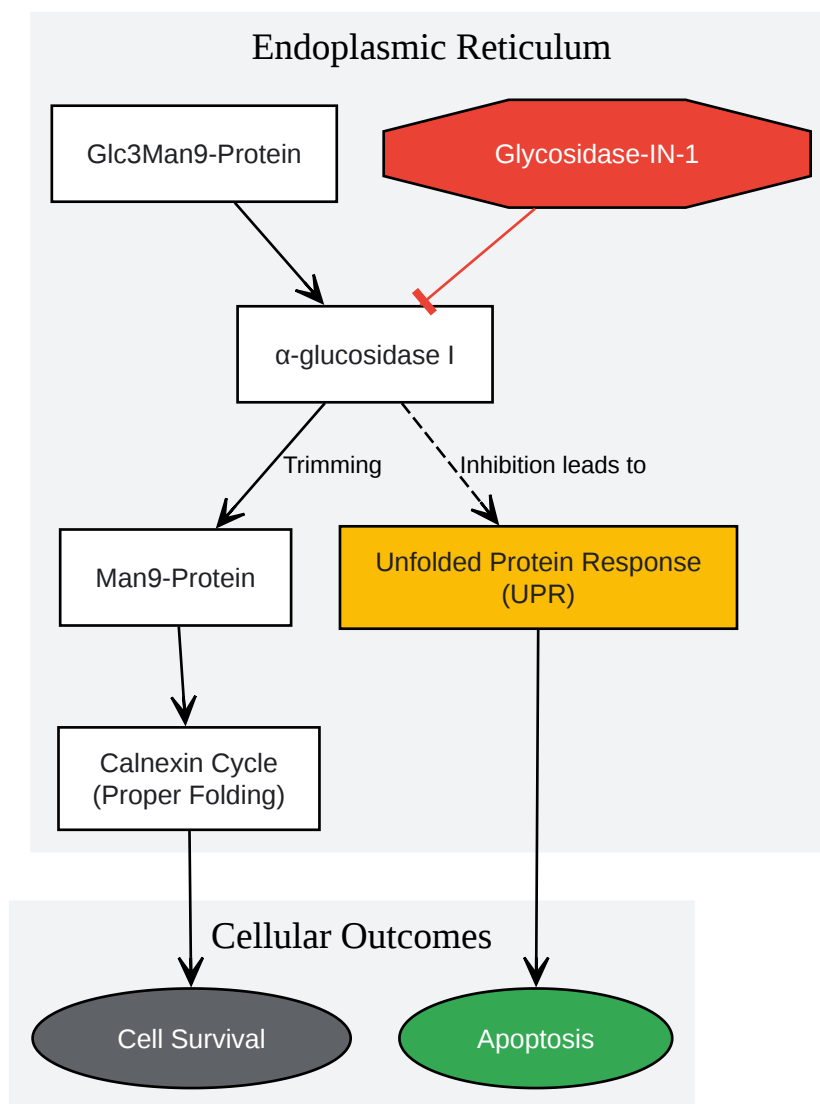 Endoplasmic Reticulum
Glc3Man9-Protein
Glycosidase-IN-1
α-glucosidase I
Trimming
Inhibition leads to
Man9-Protein
Unfolded Protein Response
(UPR)
Calnexin Cycle
(Proper Folding)
Cellular Outcomes
Cell Survival
Apoptosis